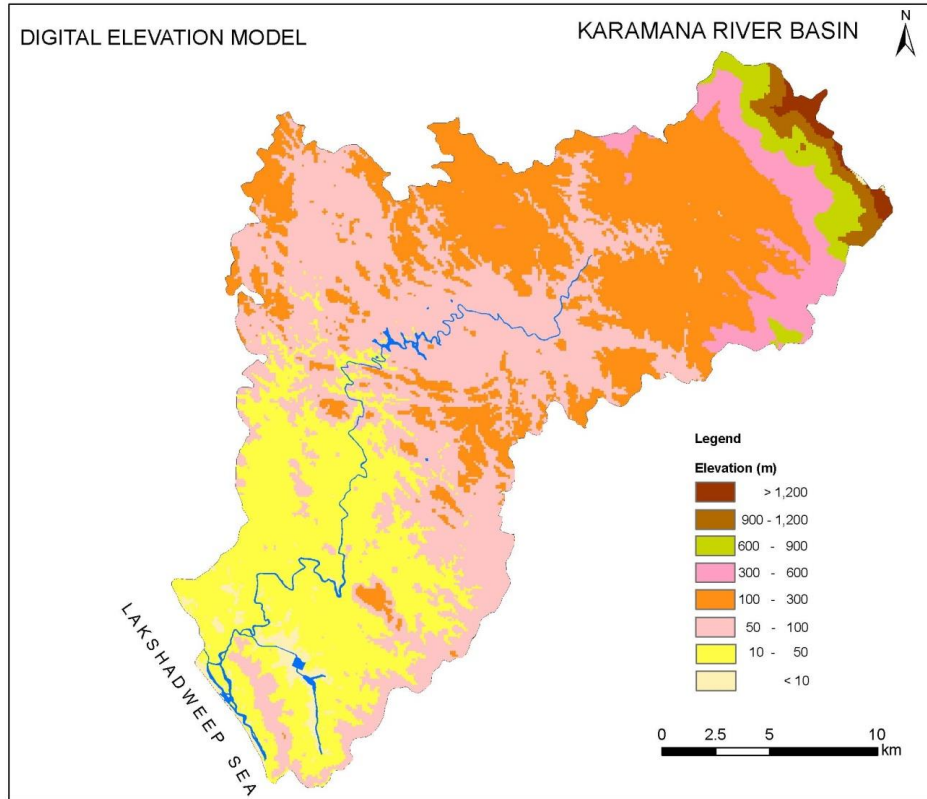 DIGITAL ELEVATION MODEL
KARAMANA RIVER BASIN
N
LAKSHADWEEP SEA
Legend
Elevation (m)
> 1,200
900 - 1,200
600 - 900
300 - 600
100 - 300
50 - 100
10 - 50
< 10
0 2.5 5 10
km